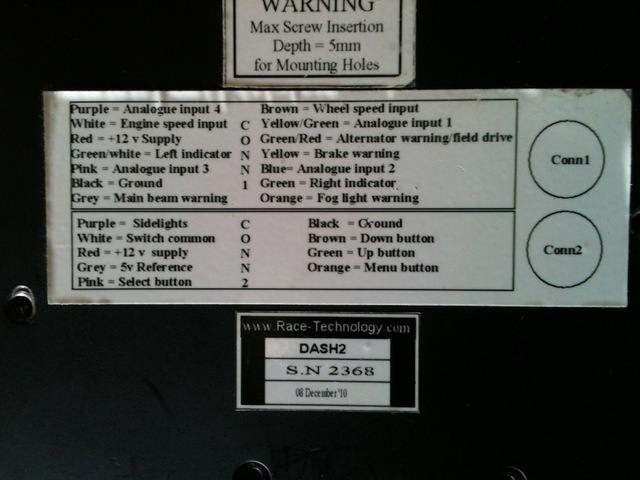 WARNING
Max Screw Insertion
Depth = 5mm
for Mounting Holes
Purple = Analogue input 4 Brown = Wheel speed input
White = Engine speed input C Yellow/Green = Analogue input 1
Red = +12 v Supply O Green/Red = Alternator warning/field drive
Green/white = Left indicator N Yellow = Brake warning
Pink = Analogue input 3 N Blue= Analogue input 2
Black = Ground 1 Green = Right indicator
Grey = Main beam warning Orange = Fog light warning
Conn1
Purple = Sidelights C Black = Ground
White = Switch common O Brown = Down button
Red = +12 v supply N Green = Up button
Grey = 5v Reference N Orange = Menu button
Pink = Select button 2
Conn2
www.Race-Technology.com
DASH2
S.N 2368
08 December '10